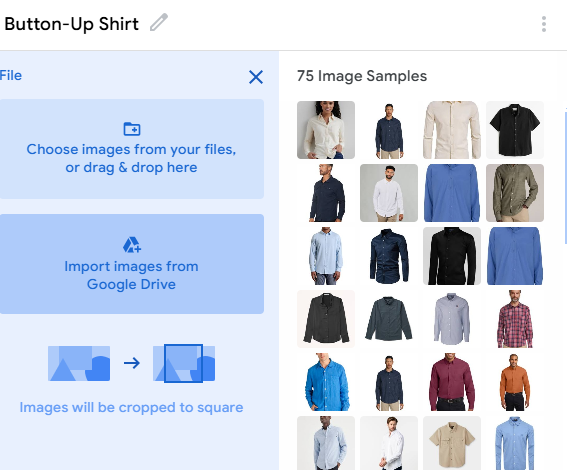 Button-Up Shirt
File
75 Image Samples
Choose images from your files,
or drag & drop here
Import images from
Google Drive
Images will be cropped to square